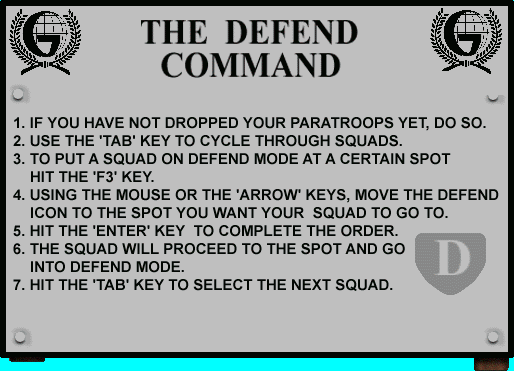 G G
THE DEFEND
COMMAND
1. IF YOU HAVE NOT DROPPED YOUR PARATROOPS YET, DO SO.
2. USE THE 'TAB' KEY TO CYCLE THROUGH SQUADS.
3. TO PUT A SQUAD ON DEFEND MODE AT A CERTAIN SPOT
HIT THE 'F3' KEY.
4. USING THE MOUSE OR THE 'ARROW' KEYS, MOVE THE DEFEND
ICON TO THE SPOT YOU WANT YOUR SQUAD TO GO TO.
5. HIT THE 'ENTER' KEY TO COMPLETE THE ORDER.
6. THE SQUAD WILL PROCEED TO THE SPOT AND GO
INTO DEFEND MODE.
D
7. HIT THE 'TAB' KEY TO SELECT THE NEXT SQUAD.